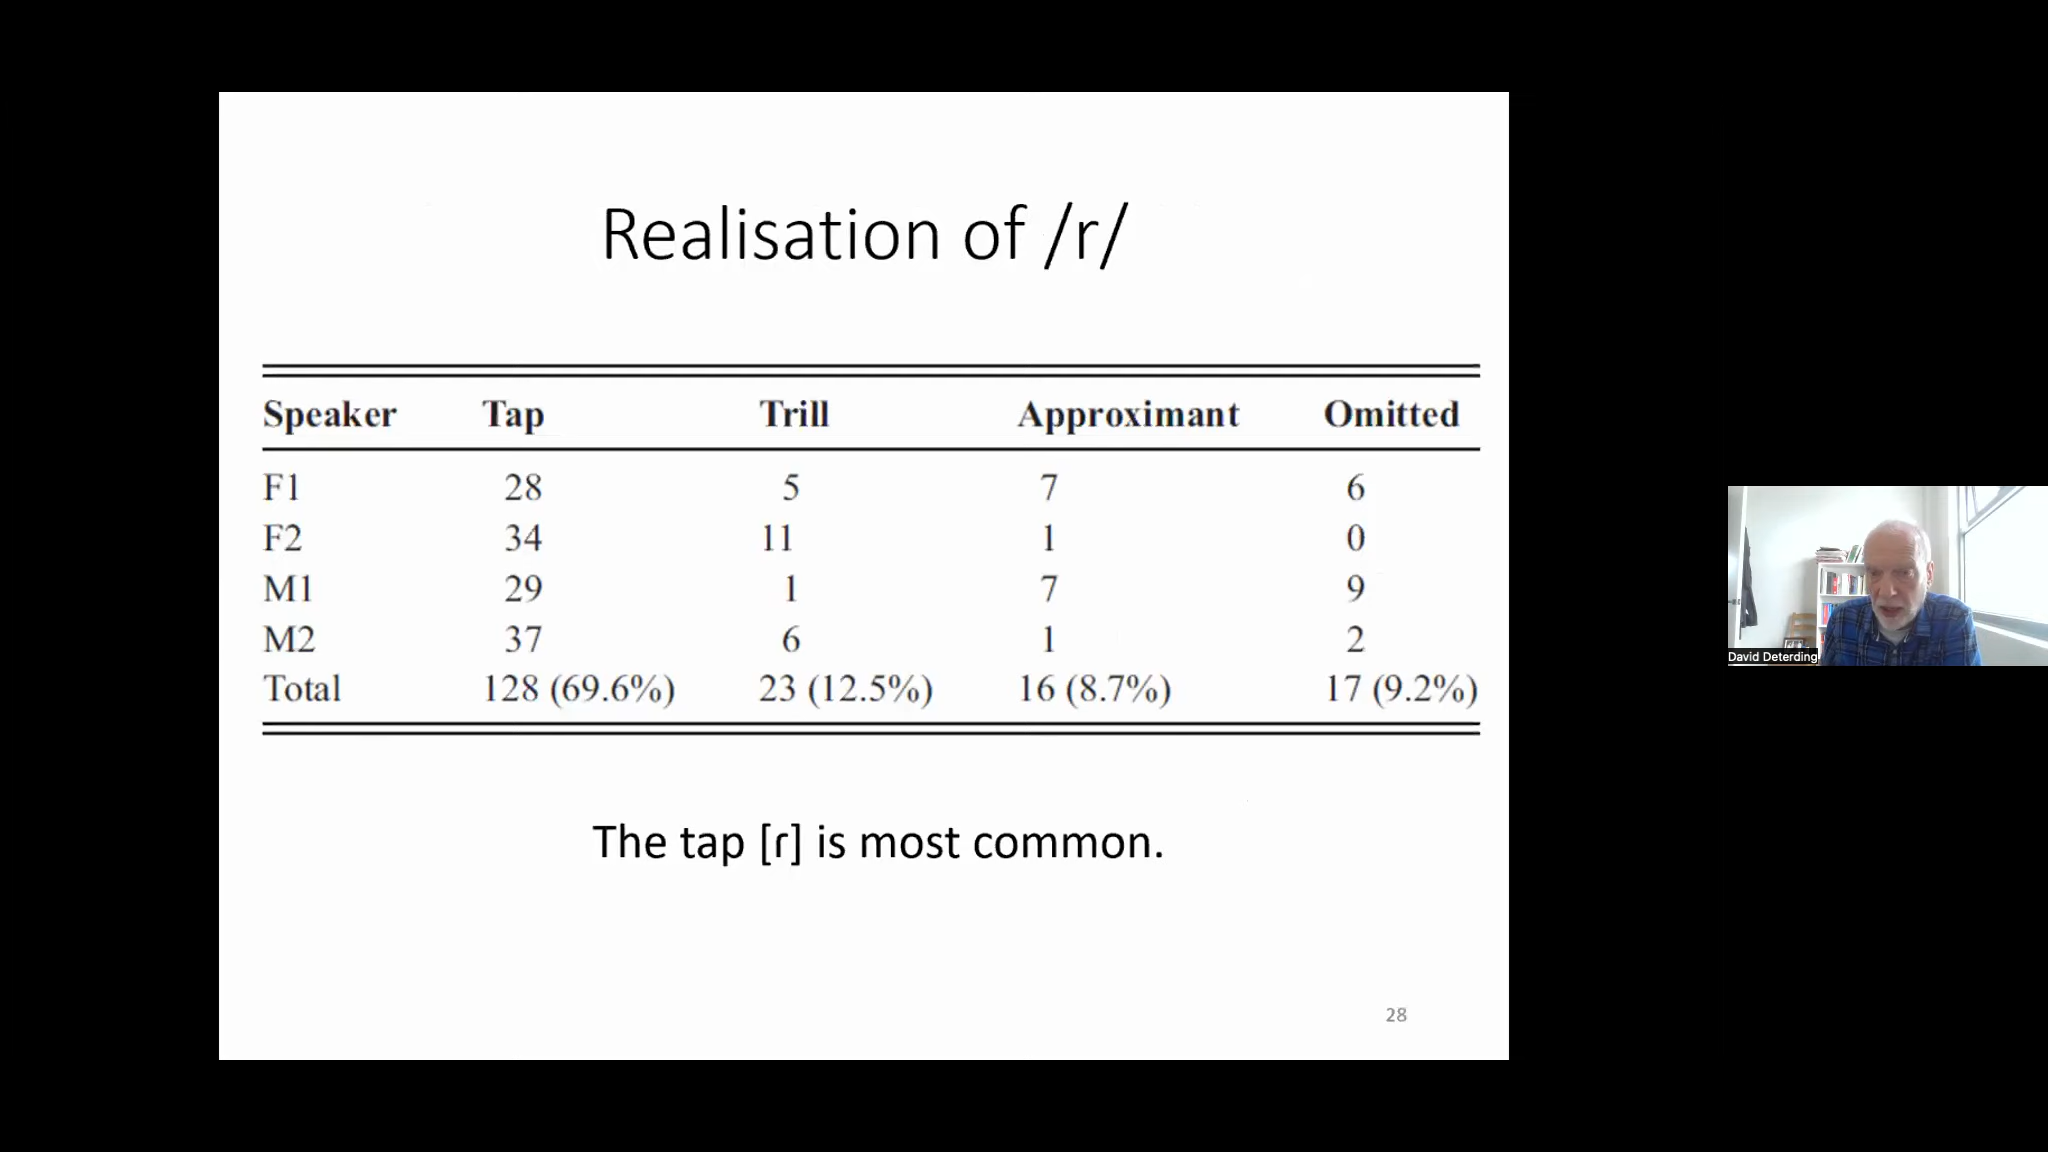 Realisation of /r/
Speaker Tap Trill Approximant Omitted
F1 28 5 7 6
F2 34 11 1 0
M1 29 1 7 9
M2 37 6 1 2
Total 128 (69.6%) 23 (12.5%) 16 (8.7%) 17 (9.2%)
The tap [ɾ] is most common.
28
David Deterding